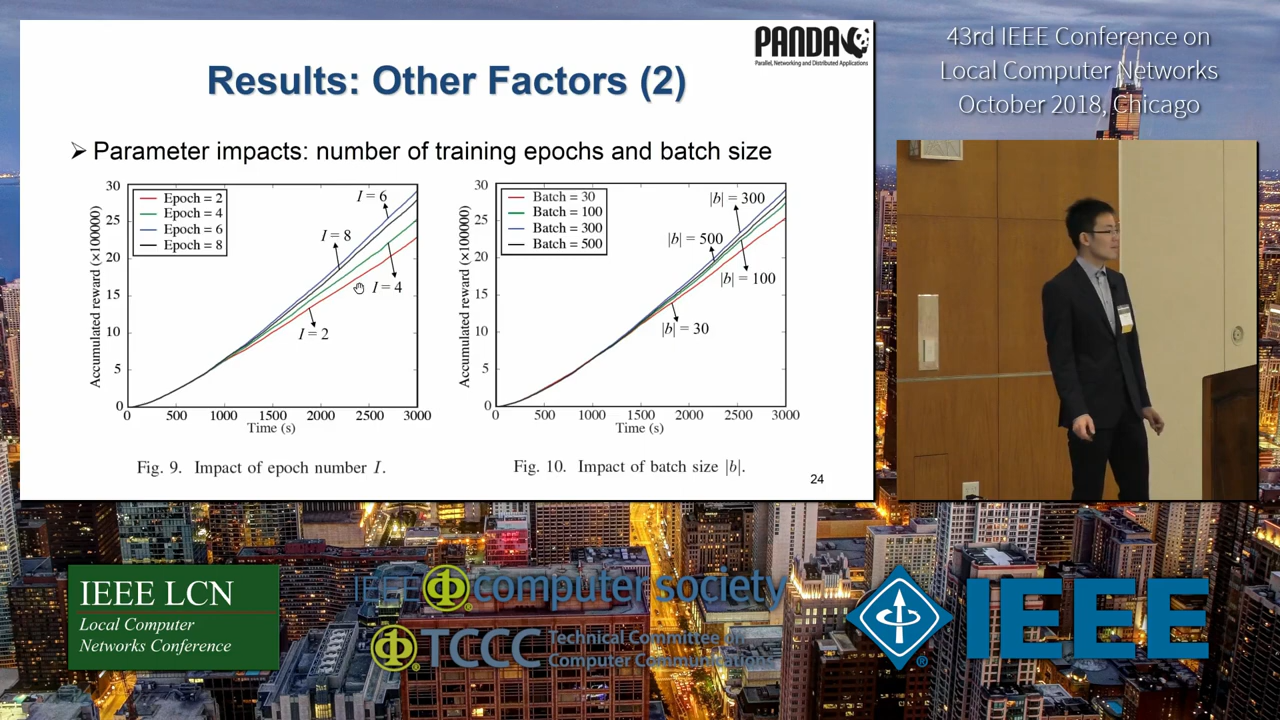 PANDA
Parallel, Networking and Distributed Applications
Results: Other Factors (2)
➢ Parameter impacts: number of training epochs and batch size
Accumulated reward (×100000)
30
25
20
15
10
5
0
Epoch = 2
Epoch = 4
Epoch = 6
Epoch = 8
I = 6
I = 8
I = 4
I = 2
0 500 1000 1500 2000 2500 3000
Time (s)
Fig. 9. Impact of epoch number I.
Accumulated reward (×100000)
30
25
20
15
10
5
0
Batch = 30
Batch = 100
Batch = 300
Batch = 500
|b| = 300
|b| = 500
|b| = 100
|b| = 30
0 500 1000 1500 2000 2500 3000
Time (s)
Fig. 10. Impact of batch size |b|.
24
43rd IEEE Conference on
Local Computer Networks
October 2018, Chicago
IEEE LCN
Local Computer
Networks Conference
IEEE computer society
TCCC Technical Committee on
Computer Communications
IEEE
®